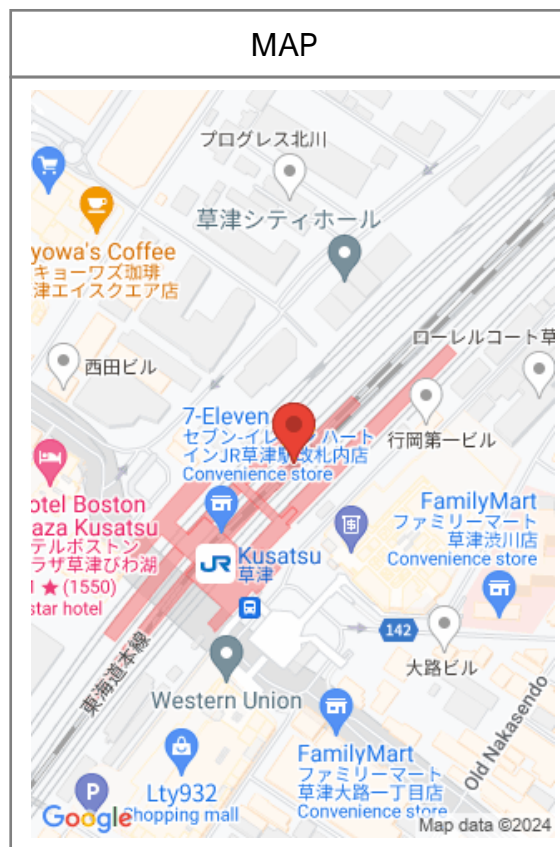 MAP
プログレス北川
草津シティホール
yowa's Coffee
キョーワズ珈琲
津エイスクエア店
西田ビル
ローレルコート草
行岡第一ビル
7-Eleven
セブン-イレ
ハート
インJR草津駅改札内店
Convenience store
otel Boston
aza Kusatsu
テルボストン
ラザ草津びわ湖
1 ★ (1550)
star hotel
FamilyMart
ファミリーマート
草津渋川店
Convenience store
JR
Kusatsu
草津
142
大路ビル
東海道本線
Western Union
Old Nakasendo
Lty932
Shopping mall
FamilyMart
ファミリーマート
草津大路一丁目店
Convenience store
P
Google
Map data ©2024